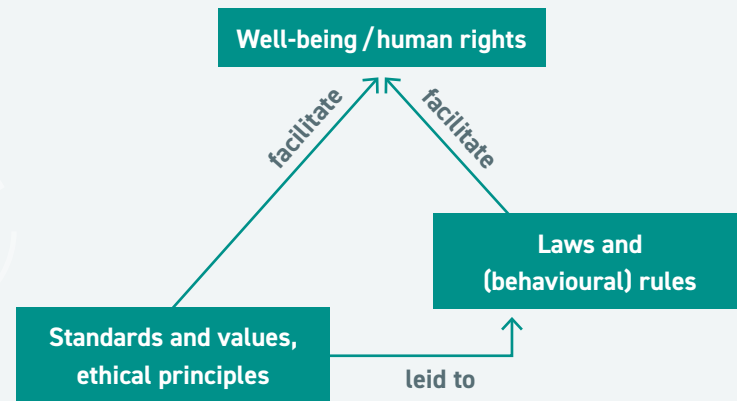 Well-being / human rights
facilitate
facilitate
Laws and
(behavioural) rules
Standards and values,
ethical principles
leid to